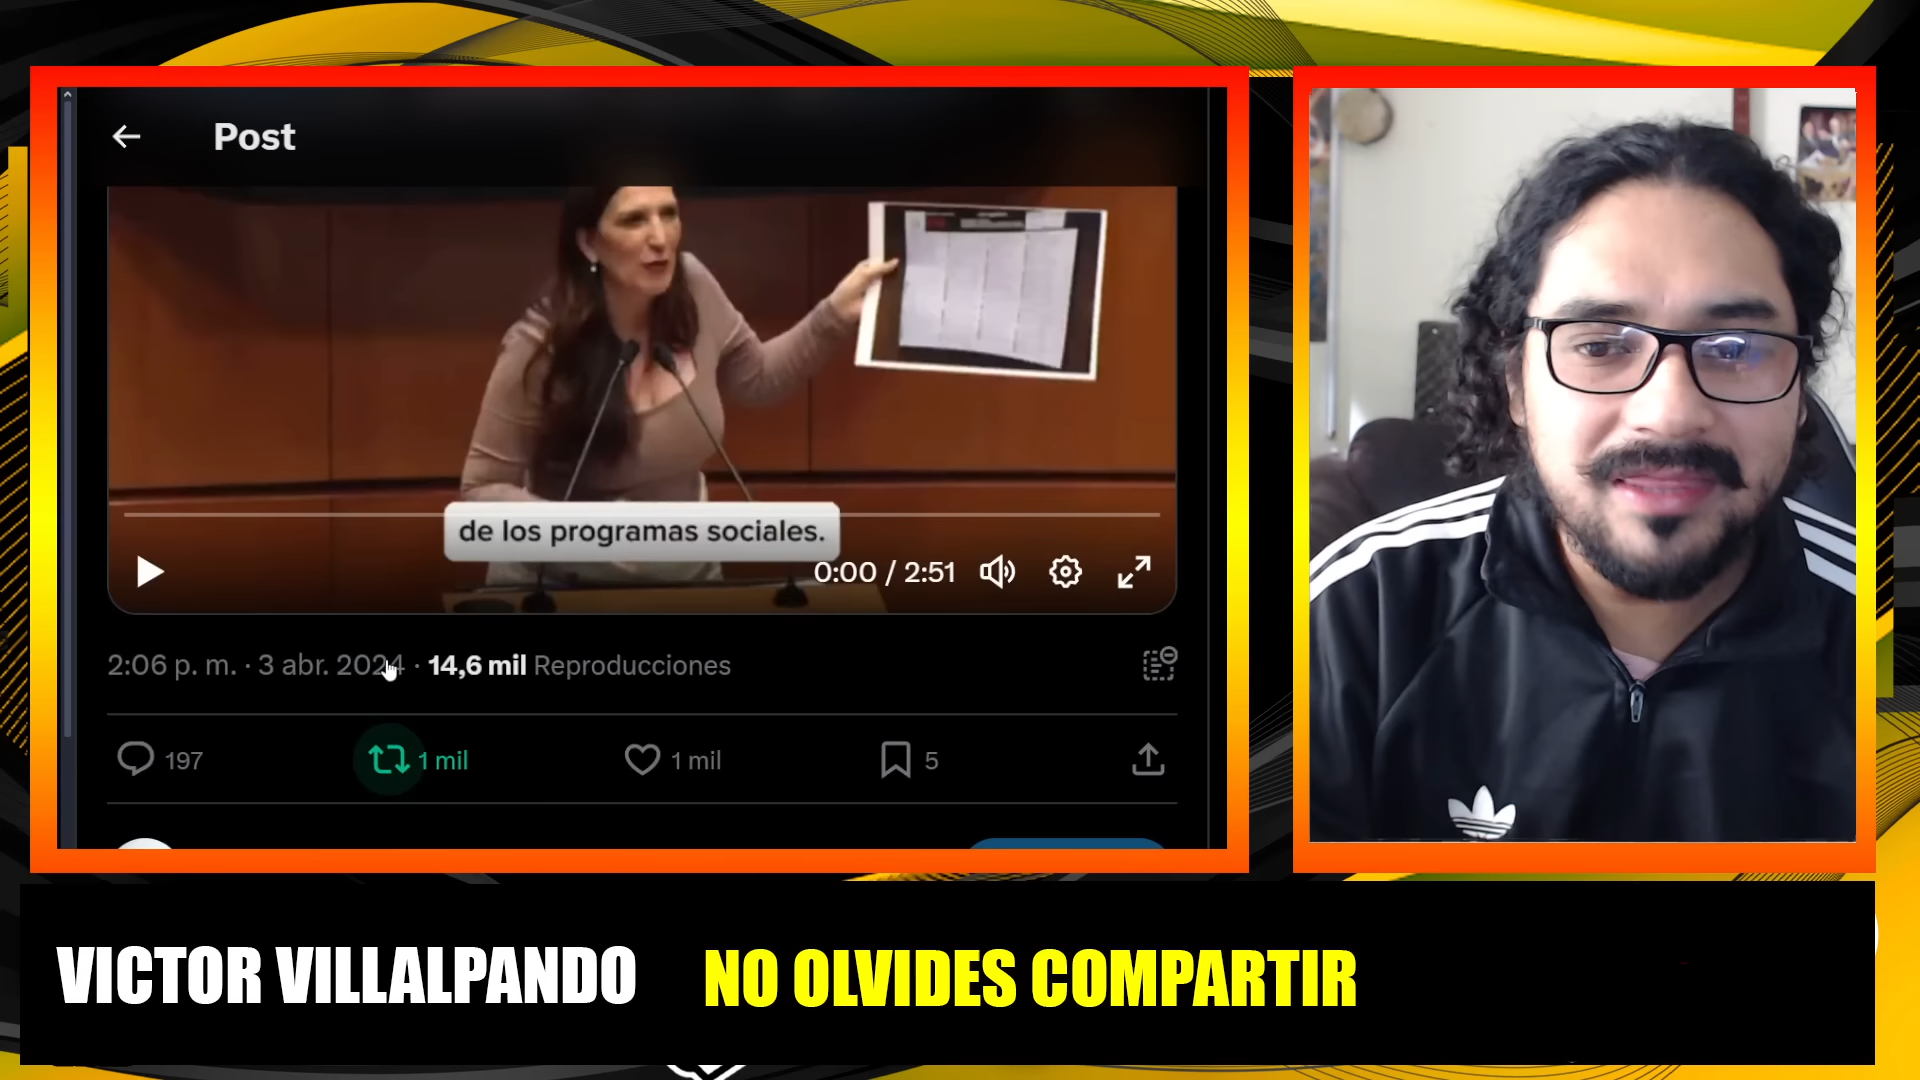 Post
de los programas sociales.
0:00 / 2:51
2:06 p. m. · 3 abr. 2024 · 14,6 mil Reproducciones
197 1 mil 1 mil 5
VICTOR VILLALPANDO NO OLVIDES COMPARTIR